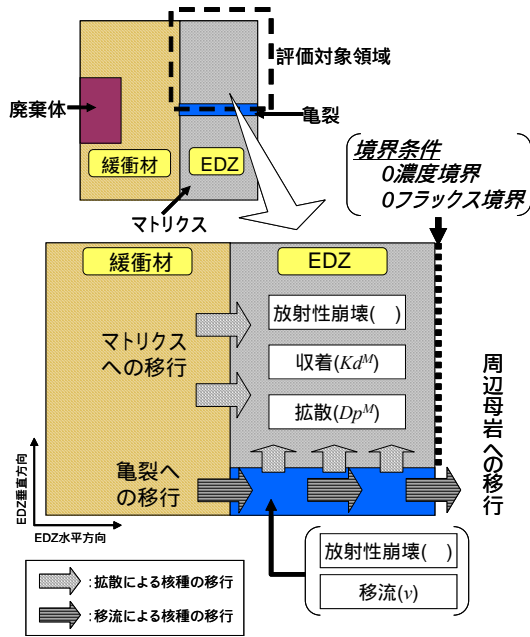 評価対象領域
廃棄体
亀裂
緩衝材
EDZ
マトリクス
境界条件
0濃度境界
0フラックス境界
緩衝材
EDZ
マトリクス
への移行
放射性崩壊(　)
収着(Kd^M)
拡散(Dp^M)
周辺母岩への移行
亀裂へ
の移行
EDZ垂直方向
EDZ水平方向
放射性崩壊(　)
移流(v)
:拡散による核種の移行
:移流による核種の移行